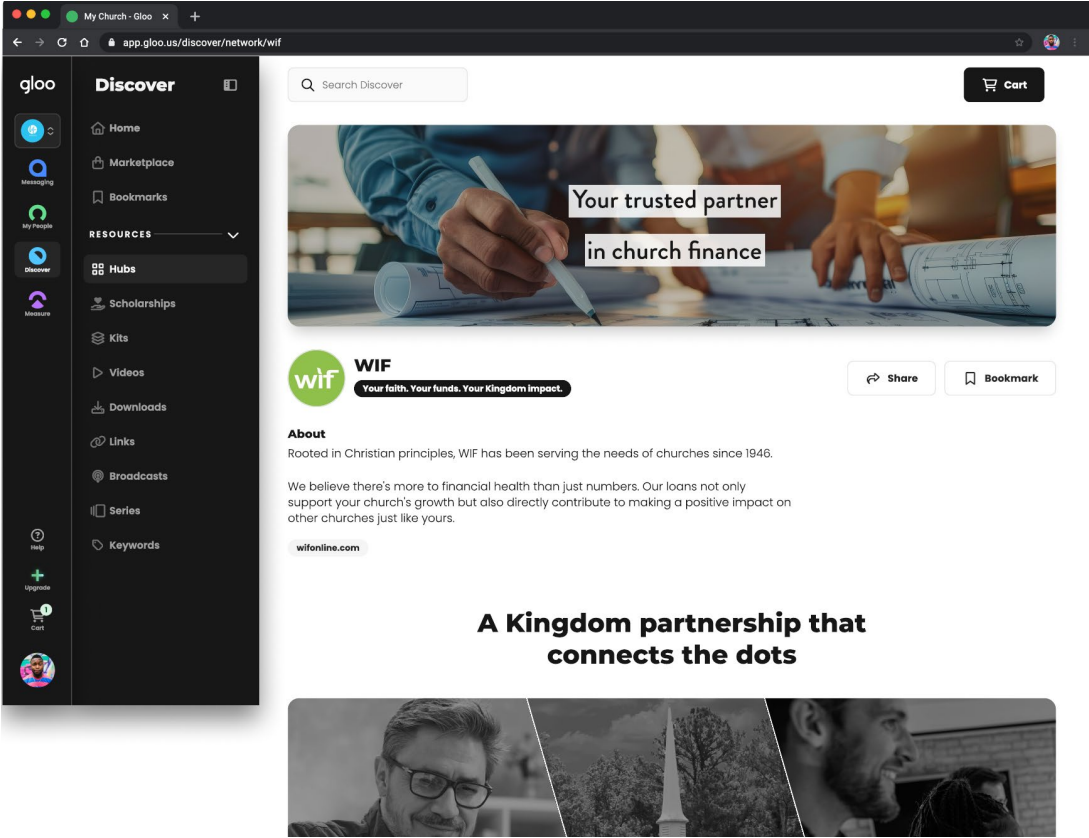 My Church - Gloo
app.gloo.us/discover/network/wif
gloo
Messaging
My People
Discover
Measure
Help
Upgrade
1
Cart
Discover
Home
Marketplace
Bookmarks
RESOURCES
Hubs
Scholarships
Kits
Videos
Downloads
Links
Broadcasts
Series
Keywords
Search Discover
Cart
Your trusted partner
in church finance
wif
WIF
Your faith. Your funds. Your Kingdom impact.
Share
Bookmark
About
Rooted in Christian principles, WIF has been serving the needs of churches since 1946.
We believe there's more to financial health than just numbers. Our loans not only
support your church's growth but also directly contribute to making a positive impact on
other churches just like yours.
wifonline.com
A Kingdom partnership that
connects the dots